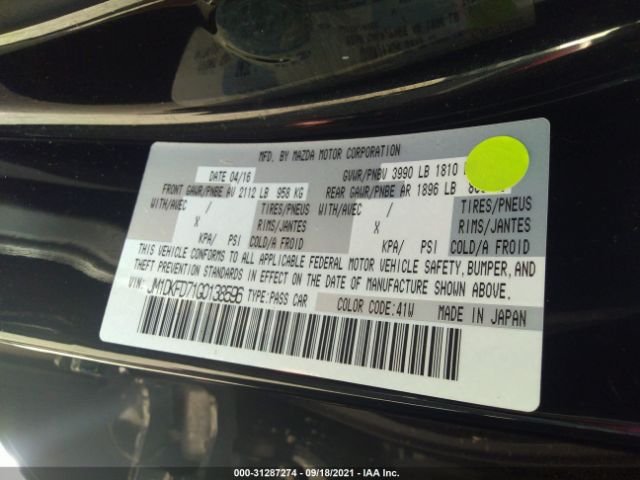 MFD. BY MAZDA MOTOR CORPORATION
DATE 04/16 GVWR/PNBV 3990 LB 1810
FRONT GAWR/PNBE AV 2112 LB 958 KG REAR GAWR/PNBE AR 1896 LB
WITH/AVEC / TIRES/PNEUS WITH/AVEC / TIRES/PNEUS
X RIMS/JANTES X RIMS/JANTES
KPA/ PSI COLD/A FROID KPA/ PSI COLD/A FROID
THIS VEHICLE CONFORMS TO ALL APPLICABLE FEDERAL MOTOR VEHICLE SAFETY, BUMPER, AND
THEFT PREVENTION STANDARDS IN EFFECT ON THE DATE OF MANUFACTURE SHOWN ABOVE.
VIN: JM1DKFD71G0138596 TYPE:PASS CAR COLOR CODE:41W MADE IN JAPAN
000-31287274 - 09/18/2021 - IAA Inc.